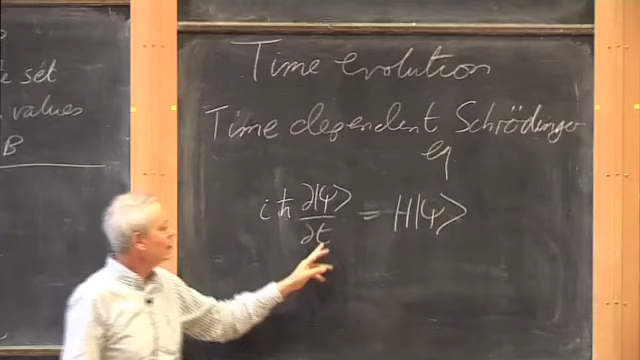 e set
values
B
Time evolution
Time dependent Schrödinger
eq
iℏ ∂|ψ>/∂t = H|ψ>